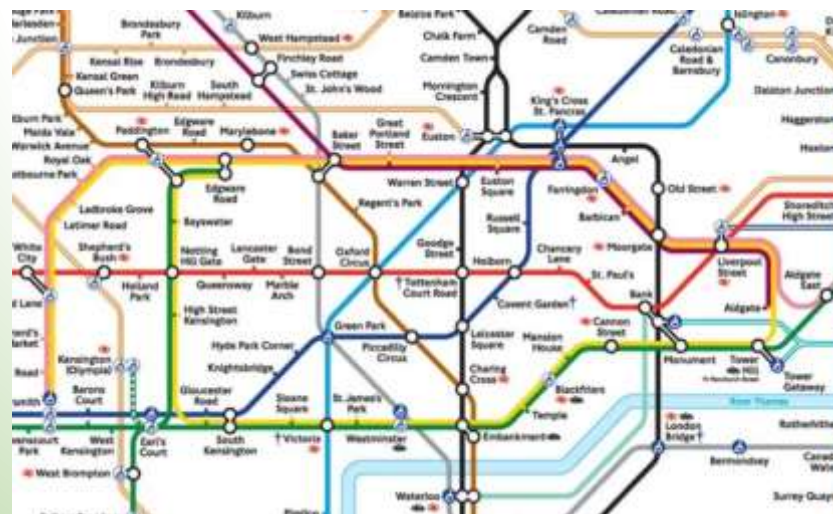 Kilburn
Belsize Park
Brondesbury
Park
West Hampstead
Chalk Farm
Camden
Road
Caledonian
Road &
Barnsbury
Canonbury
Kensal Rise
Brondesbury
Finchley Road
Camden Town
Kensal Green
Swiss Cottage
Queen's Park
Kilburn
High Road
South
Hampstead
St. John's Wood
Mornington
Crescent
King's Cross
St. Pancras
Dalston Junction
Kilburn Park
Maida Vale
Warwick Avenue
Paddington
Edgware
Road
Marylebone
Baker
Street
Great
Portland
Street
Euston
Haggerston
Hoxton
Royal Oak
Westbourne Park
Edgware
Road
Warren Street
Euston
Square
Angel
Farringdon
Old Street
Ladbroke Grove
Latimer Road
Bayswater
Regent's Park
Russell
Square
Barbican
Shoreditch
High Street
White
City
Shepherd's
Bush
Notting
Hill Gate
Lancaster
Gate
Bond
Street
Oxford
Circus
Goodge
Street
Holborn
Chancery
Lane
Moorgate
Liverpool
Street
Holland
Park
Queensway
Marble
Arch
Tottenham
Court Road
St. Paul's
Aldgate
East
High Street
Kensington
Covent Garden
Bank
Aldgate
Green Park
Leicester
Square
Mansion
House
Cannon
Street
Kensington
(Olympia)
Hyde Park Corner
Piccadilly
Circus
Monument
Tower
Hill
Tower
Gateway
Knightsbridge
Charing
Cross
Blackfriars
Barons
Court
Gloucester
Road
Sloane
Square
St. James's
Park
Temple
River Thames
West
Kensington
Earl's
Court
South
Kensington
Victoria
Westminster
Embankment
London
Bridge
Bermondsey
West Brompton
Waterloo
Surrey Quays